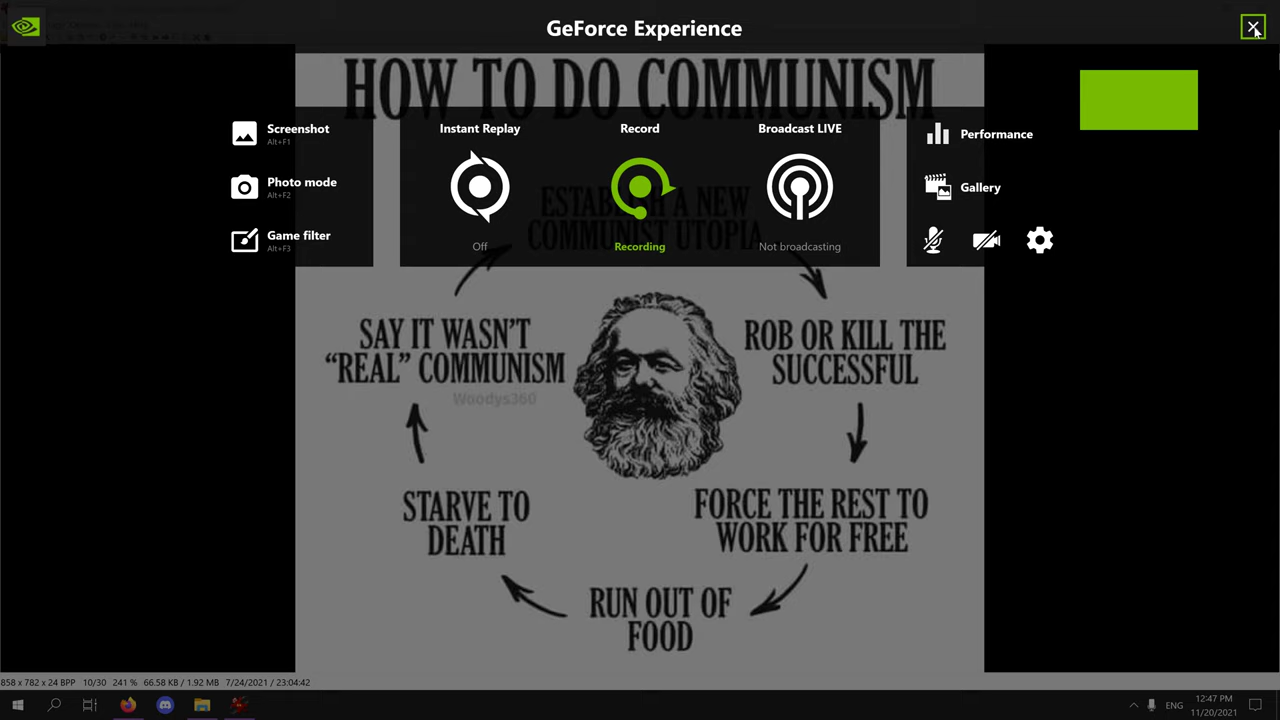 GeForce Experience
HOW TO DO COMMUNISM
Screenshot
Alt+F1
Photo mode
Alt+F2
Game filter
Alt+F3
Instant Replay
Off
Record
Recording
Broadcast LIVE
Not broadcasting
Performance
Gallery
ESTABLISH A NEW
COMMUNIST UTOPIA
ROB OR KILL THE
SUCCESSFUL
FORCE THE REST TO
WORK FOR FREE
RUN OUT OF
FOOD
STARVE TO
DEATH
SAY IT WASN'T
“REAL” COMMUNISM
Woodys360
858 x 782 x 24 BPP 10/30 241 % 66.58 KB / 1.92 MB 7/24/2021 / 23:04:42
ENG
12:47 PM
11/20/2021